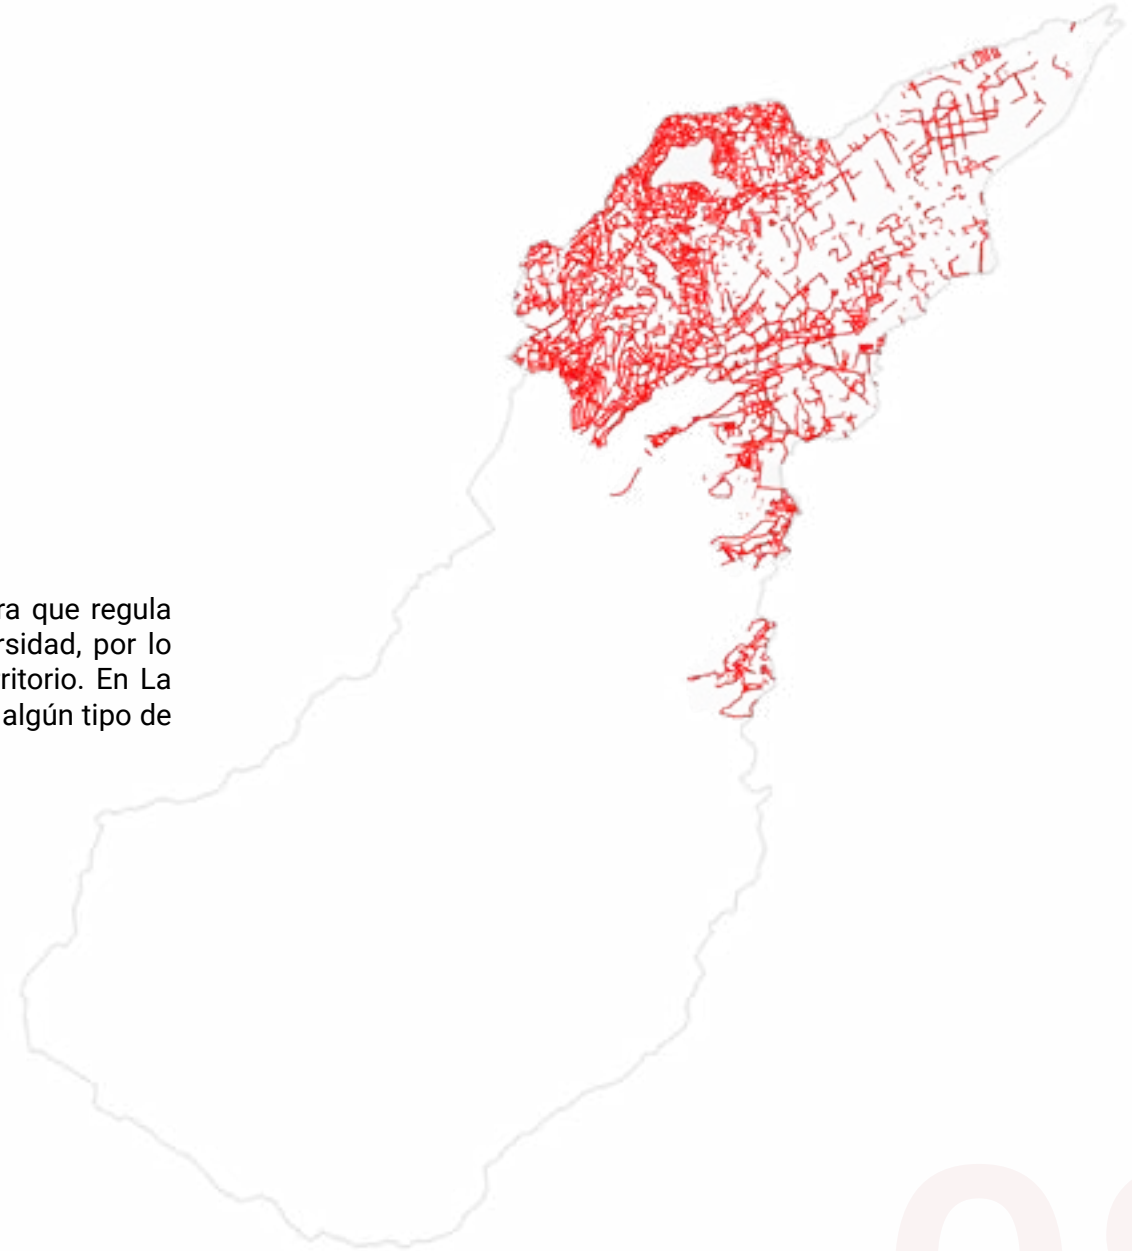 ra que regula
rsidad, por lo
ritorio. En La
algún tipo de